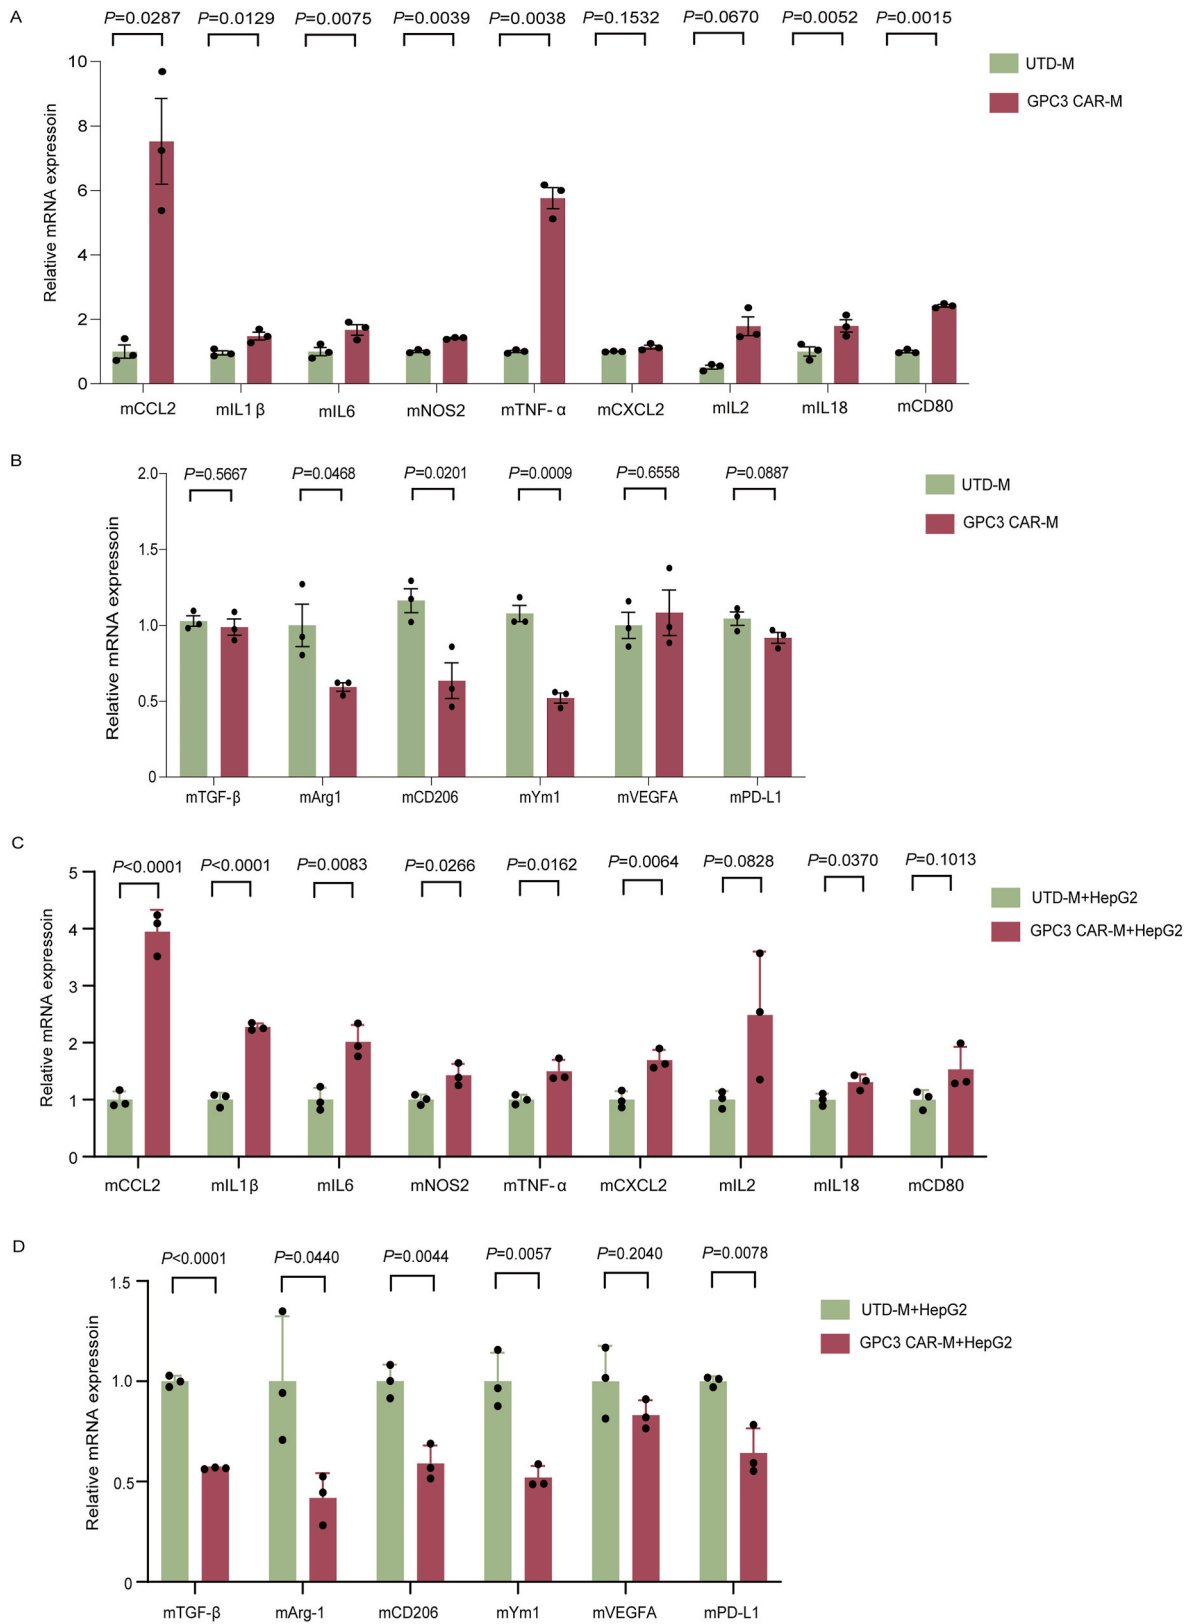 A
P=0.0287 P=0.0129 P=0.0075 P=0.0039 P=0.0038 P=0.1532 P=0.0670 P=0.0052 P=0.0015
UTD-M
GPC3 CAR-M
Relative mRNA expressoin
10
8
6
4
2
0
mCCL2 mIL1β mIL6 mNOS2 mTNF-α mCXCL2 mIL2 mIL18 mCD80
B
P=0.5667 P=0.0468 P=0.0201 P=0.0009 P=0.6558 P=0.0887
UTD-M
GPC3 CAR-M
Relative mRNA expressoin
2.0
1.5
1.0
0.5
0
mTGF-β mArg1 mCD206 mYm1 mVEGFA mPD-L1
C
P<0.0001 P<0.0001 P=0.0083 P=0.0266 P=0.0162 P=0.0064 P=0.0828 P=0.0370 P=0.1013
UTD-M+HepG2
GPC3 CAR-M+HepG2
Relative mRNA expressoin
5
4
3
2
1
0
mCCL2 mIL1β mIL6 mNOS2 mTNF-α mCXCL2 mIL2 mIL18 mCD80
D
P<0.0001 P=0.0440 P=0.0044 P=0.0057 P=0.2040 P=0.0078
UTD-M+HepG2
GPC3 CAR-M+HepG2
Relative mRNA expressoin
1.5
1.0
0.5
0
mTGF-β mArg-1 mCD206 mYm1 mVEGFA mPD-L1